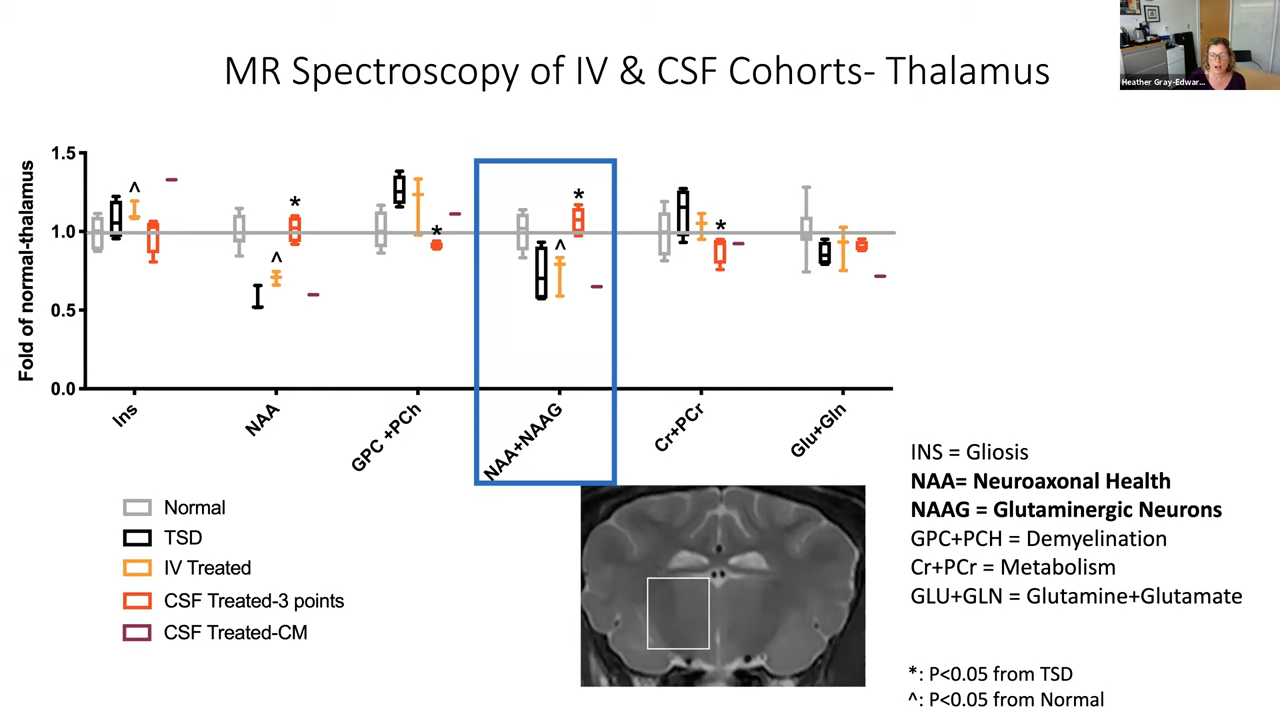 MR Spectroscopy of IV & CSF Cohorts- Thalamus
Heather Gray-Edwar...
Fold of normal-thalamus
1.5
1.0
0.5
0.0
^
*
^
*
^
*
*
*
Ins
NAA
GPC +PCh
NAA+NAAG
Cr+PCr
Glu+Gln
Normal
TSD
IV Treated
CSF Treated-3 points
CSF Treated-CM
INS = Gliosis
NAA= Neuroaxonal Health
NAAG = Glutaminergic Neurons
GPC+PCH = Demyelination
Cr+PCr = Metabolism
GLU+GLN = Glutamine+Glutamate
*: P<0.05 from TSD
^: P<0.05 from Normal